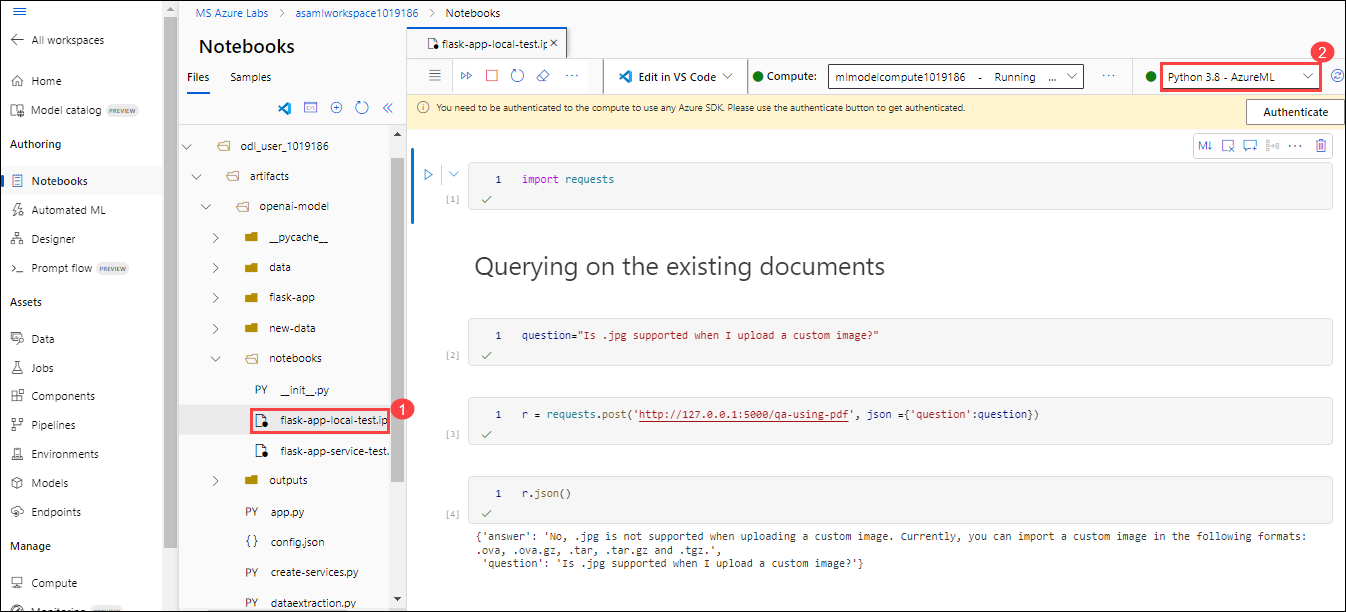 MS Azure Labs > asamlworkspace1019186 > Notebooks
All workspaces
Home
Model catalog PREVIEW
Authoring
Notebooks
Automated ML
Designer
Prompt flow PREVIEW
Assets
Data
Jobs
Components
Pipelines
Environments
Models
Endpoints
Manage
Compute
Monitoring PREVIEW
Notebooks
Files Samples
odl_user_1019186
artifacts
openai-model
__pycache__
data
flask-app
new-data
notebooks
PY __init__.py
flask-app-local-test.ip
1
flask-app-service-test.
outputs
PY app.py
{} config.json
PY create-services.py
PY dataextraction.py
flask-app-local-test.ip ×
2
... Edit in VS Code Compute: mlmodelcompute1019186 - Running ... ... Python 3.8 - AzureML
You need to be authenticated to the compute to use any Azure SDK. Please use the authenticate button to get authenticated.
Authenticate
M↓ ...
1 import requests
[1]
Querying on the existing documents
1 question="Is .jpg supported when I upload a custom image?"
[2]
1 r = requests.post('http://127.0.0.1:5000/qa-using-pdf', json ={'question':question})
[3]
1 r.json()
[4]
{'answer': 'No, .jpg is not supported when uploading a custom image. Currently, you can import a custom image in the following formats:
.ova, .ova.gz, .tar, .tar.gz and .tgz.',
'question': 'Is .jpg supported when I upload a custom image?'}